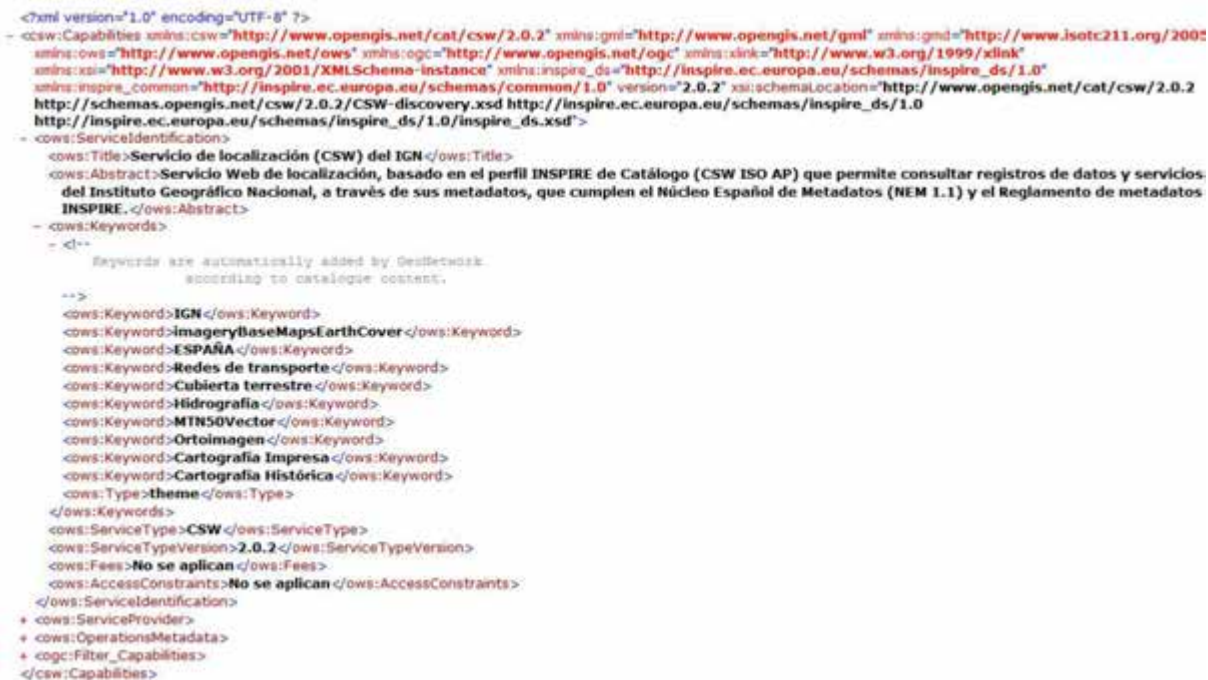 <?xml version="1.0" encoding="UTF-8" ?>
- <csw:Capabilities xmlns:csw="http://www.opengis.net/cat/csw/2.0.2" xmlns:gml="http://www.opengis.net/gml" xmlns:gmd="http://www.isotc211.org/2005
xmlns:ows="http://www.opengis.net/ows" xmlns:ogc="http://www.opengis.net/ogc" xmlns:xlink="http://www.w3.org/1999/xlink"
xmlns:xsi="http://www.w3.org/2001/XMLSchema-instance" xmlns:inspire_ds="http://inspire.ec.europa.eu/schemas/inspire_ds/1.0"
xmlns:inspire_common="http://inspire.ec.europa.eu/schemas/common/1.0" version="2.0.2" xsi:schemaLocation="http://www.opengis.net/cat/csw/2.0.2
http://schemas.opengis.net/csw/2.0.2/CSW-discovery.xsd http://inspire.ec.europa.eu/schemas/inspire_ds/1.0
http://inspire.ec.europa.eu/schemas/inspire_ds/1.0/inspire_ds.xsd">
- <ows:ServiceIdentification>
<ows:Title>Servicio de localización (CSW) del IGN</ows:Title>
<ows:Abstract>Servicio Web de localización, basado en el perfil INSPIRE de Catálogo (CSW ISO AP) que permite consultar registros de datos y servicios
del Instituto Geográfico Nacional, a través de sus metadatos, que cumplen el Núcleo Español de Metadatos (NEM 1.1) y el Reglamento de metadatos
INSPIRE.</ows:Abstract>
- <ows:Keywords>
- <!--
Keywords are automatically added by GeoNetwork
according to catalogue content.
-->
<ows:Keyword>IGN</ows:Keyword>
<ows:Keyword>imageryBaseMapsEarthCover</ows:Keyword>
<ows:Keyword>ESPAÑA</ows:Keyword>
<ows:Keyword>Redes de transporte</ows:Keyword>
<ows:Keyword>Cubierta terrestre</ows:Keyword>
<ows:Keyword>Hidrografía</ows:Keyword>
<ows:Keyword>MTN50Vector</ows:Keyword>
<ows:Keyword>Ortoimagen</ows:Keyword>
<ows:Keyword>Cartografía Impresa</ows:Keyword>
<ows:Keyword>Cartografía Histórica</ows:Keyword>
<ows:Type>theme</ows:Type>
</ows:Keywords>
<ows:ServiceType>CSW</ows:ServiceType>
<ows:ServiceTypeVersion>2.0.2</ows:ServiceTypeVersion>
<ows:Fees>No se aplican</ows:Fees>
<ows:AccessConstraints>No se aplican</ows:AccessConstraints>
</ows:ServiceIdentification>
+ <ows:ServiceProvider>
+ <ows:OperationsMetadata>
+ <ogc:Filter_Capabilities>
</csw:Capabilities>